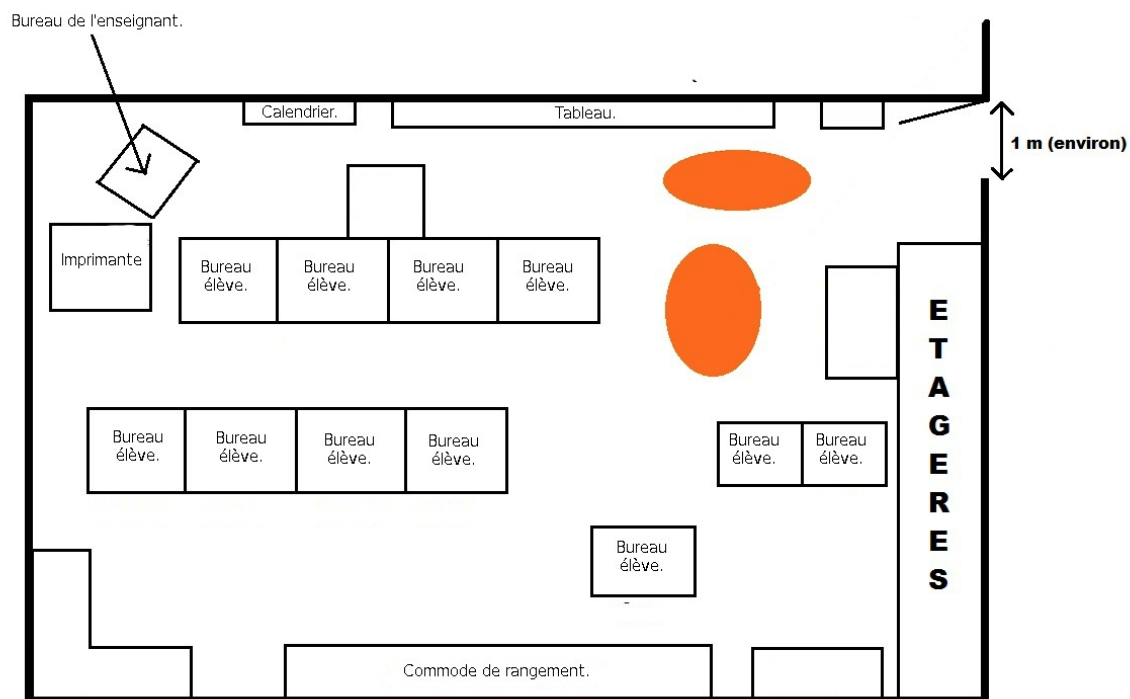 Bureau de l'enseignant.
Calendrier.
Tableau.
1 m (environ)
Imprimante
Bureau
élève.
Bureau
élève.
Bureau
élève.
Bureau
élève.
E
T
A
G
E
R
E
S
Bureau
élève.
Bureau
élève.
Bureau
élève.
Bureau
élève.
Bureau
élève.
Bureau
élève.
Bureau
élève.
Commode de rangement.